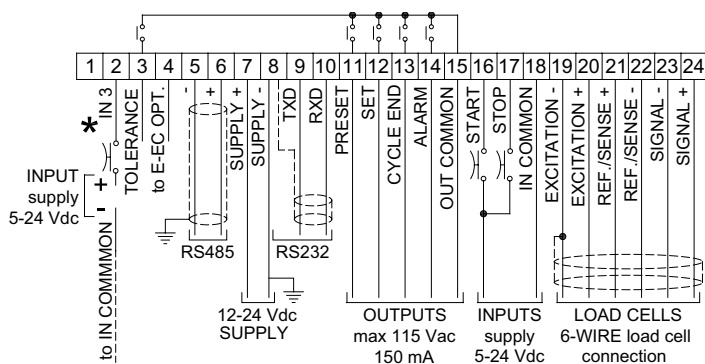 1 2 3 4 5 6 7 8 9 10 11 12 13 14 15 16 17 18 19 20 21 22 23 24
*
IN 3
TOLERANCE
to E-EC OPT.
-
+
SUPPLY +
SUPPLY -
TXD
RXD
PRESET
SET
CYCLE END
ALARM
OUT COMMON
START
STOP
IN COMMON
EXCITATION -
EXCITATION +
REF./SENSE +
REF./SENSE -
SIGNAL -
SIGNAL +
INPUT
supply
5-24 Vdc
+
-
to IN COMMMON
RS485
RS232
12-24 Vdc
SUPPLY
OUTPUTS
max 115 Vac
150 mA
INPUTS
supply
5-24 Vdc
LOAD CELLS
6-WIRE load cell
connection